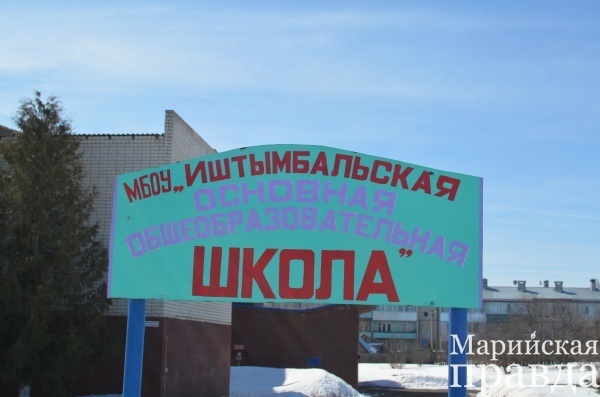 МБОУ „ИШТЫМБАЛЬСКАЯ
ОСНОВНАЯ
ОБЩЕОБРАЗОВАТЕЛЬНАЯ
ШКОЛА"
Марийская
правда